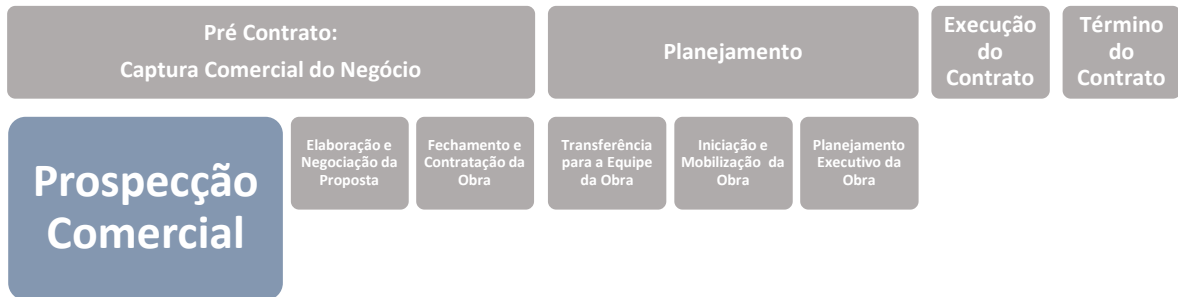 Pré Contrato:
Captura Comercial do Negócio
Planejamento
Execução
do
Contrato
Término
do
Contrato
Prospecção
Comercial
Elaboração e
Negociação da
Proposta
Fechamento e
Contratação da
Obra
Transferência
para a Equipe
da Obra
Iniciação e
Mobilização da
Obra
Planejamento
Executivo da
Obra